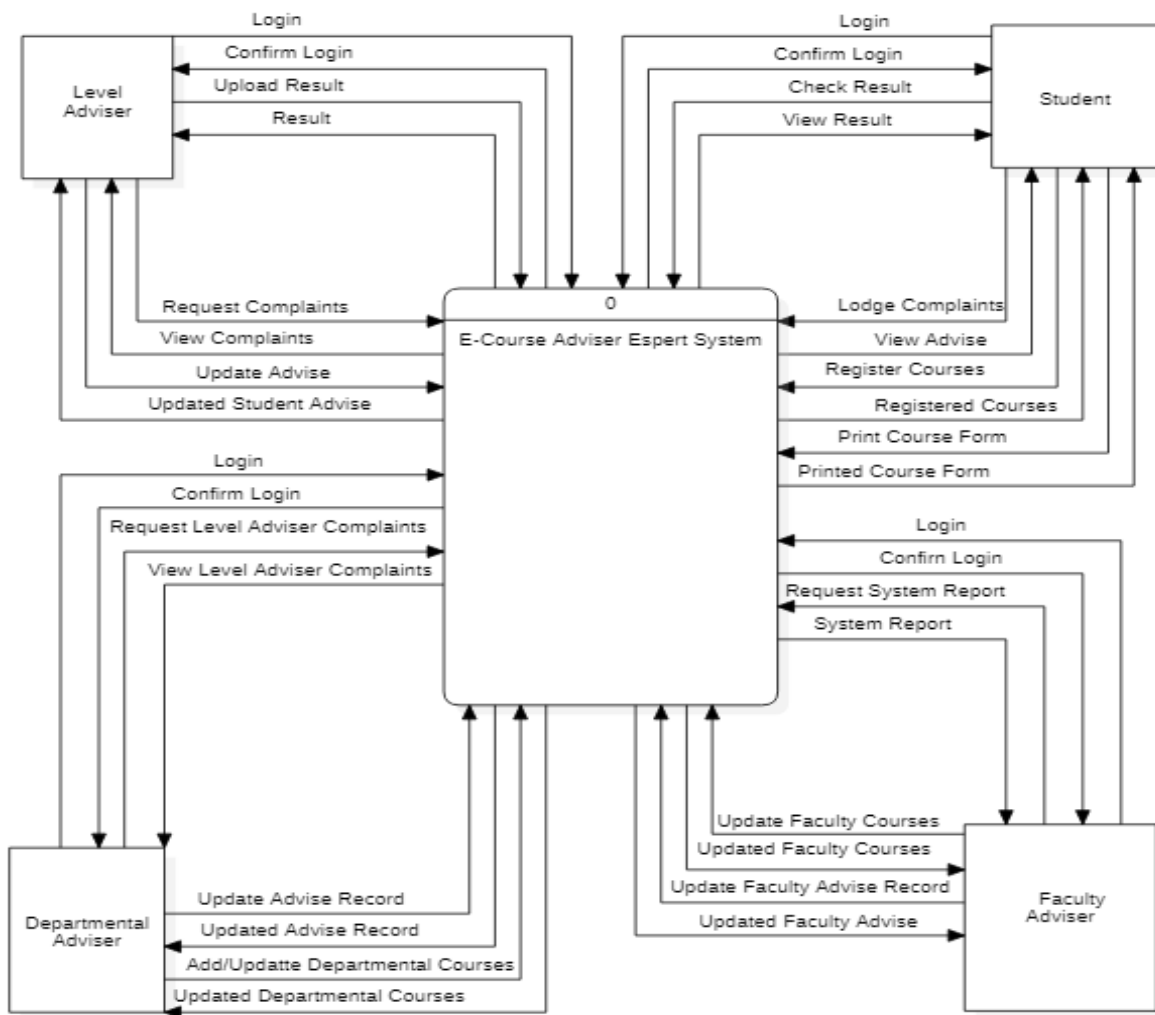 Login
Confirm Login
Upload Result
Result
Level
Adviser
Login
Confirm Login
Check Result
View Result
Student
Request Complaints
View Complaints
Update Advise
Updated Student Advise
0
E-Course Adviser Espert System
Lodge Complaints
View Advise
Register Courses
Registered Courses
Print Course Form
Printed Course Form
Login
Confirm Login
Request Level Adviser Complaints
View Level Adviser Complaints
Login
Confirn Login
Request System Report
System Report
Departmental
Adviser
Update Advise Record
Updated Advise Record
Add/Updatte Departmental Courses
Updated Departmental Courses
Update Faculty Courses
Updated Faculty Courses
Update Faculty Advise Record
Updated Faculty Advise
Faculty
Adviser